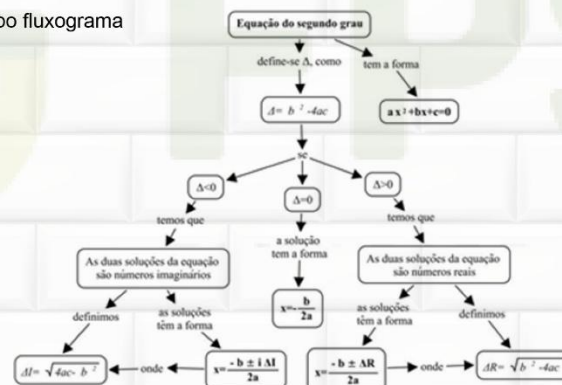 po fluxograma
Equação do segundo grau
define-se Δ, como
tem a forma
Δ= b ² -4ac
ax²+bx+c=0
se
Δ<0
Δ=0
Δ>0
temos que
a solução
tem a forma
temos que
As duas soluções da equação
são números imaginários
As duas soluções da equação
são números reais
x=-b/2a
definimos
as soluções
têm a forma
as soluções
têm a forma
definimos
ΔI= √4ac- b ²
onde
x= -b ± i ΔI / 2a
x= -b ± ΔR / 2a
onde
ΔR= √b ² -4ac